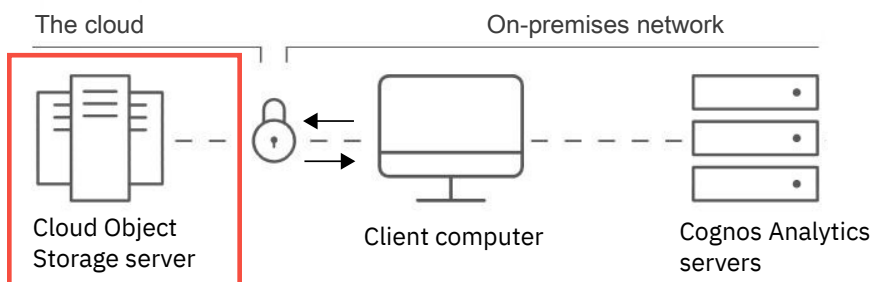 The cloud
On-premises network
Cloud Object
Storage server
Client computer
Cognos Analytics
servers